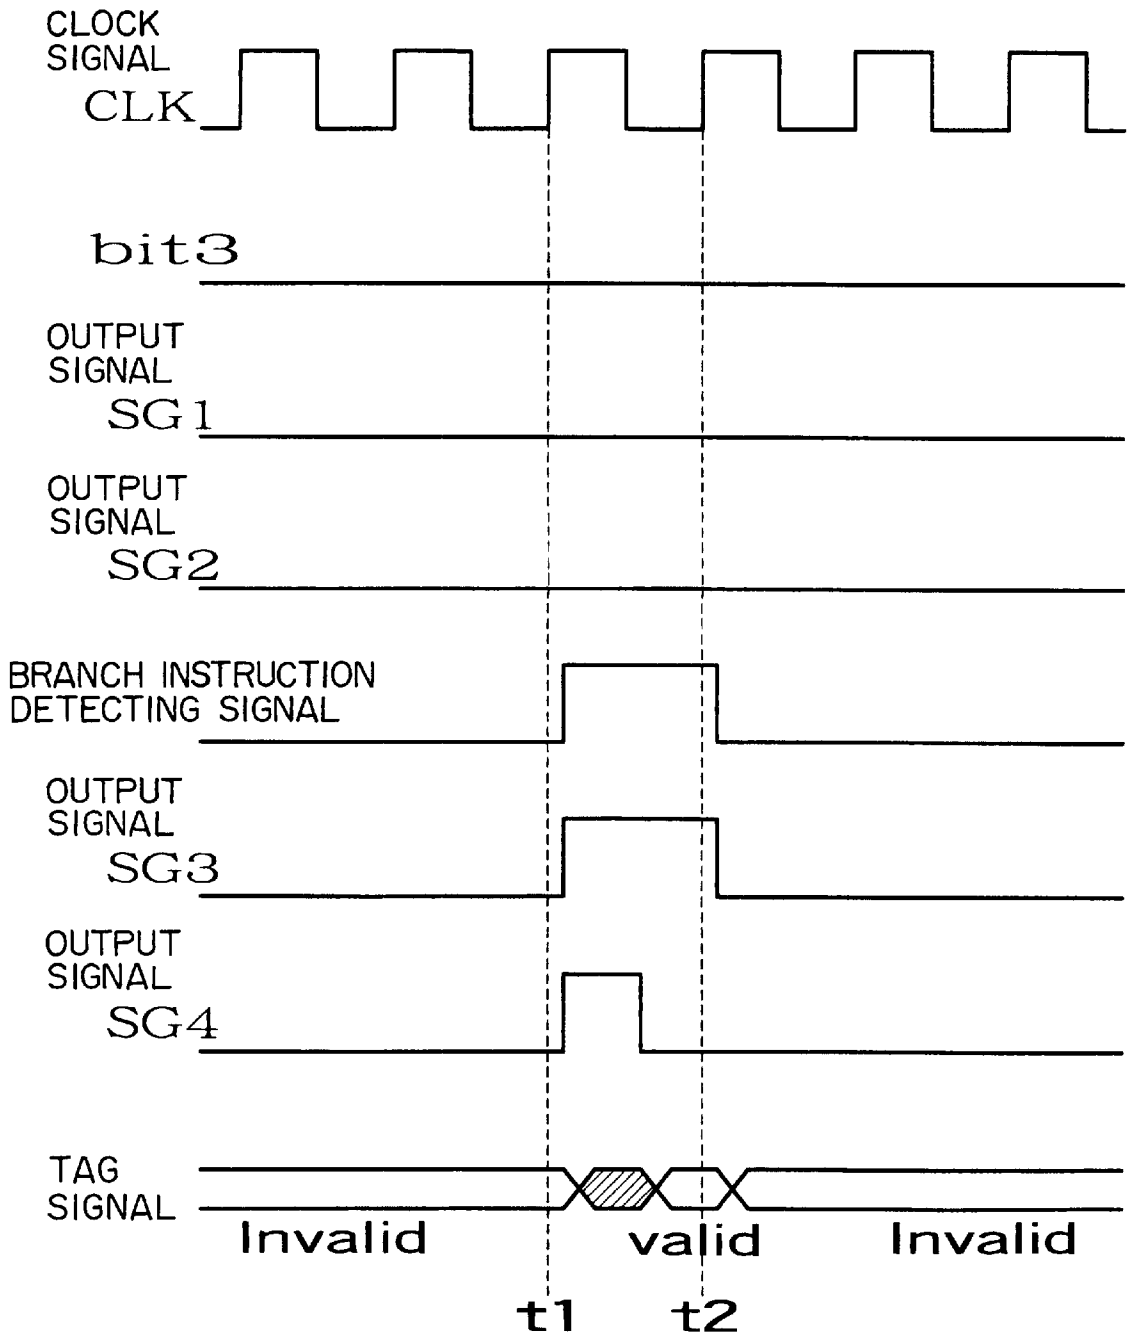 CLOCK
SIGNAL
CLK
bit3
OUTPUT
SIGNAL
SG1
OUTPUT
SIGNAL
SG2
BRANCH INSTRUCTION
DETECTING SIGNAL
OUTPUT
SIGNAL
SG3
OUTPUT
SIGNAL
SG4
TAG
SIGNAL
Invalid valid Invalid
t1 t2